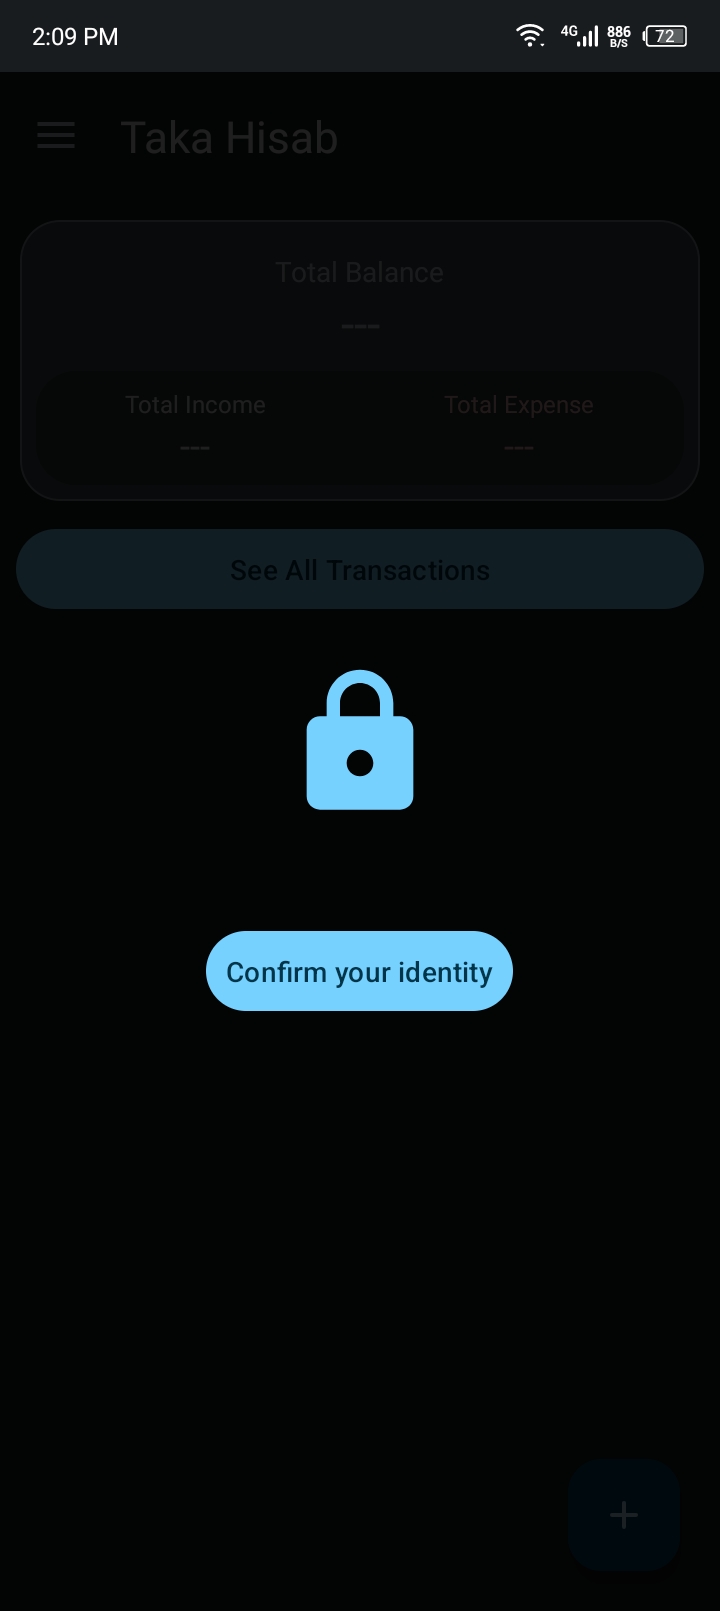 2:09 PM
4G
886
B/S
72
Taka Hisab
Total Balance
---
Total Income
Total Expense
---
---
See All Transactions
Confirm your identity
+